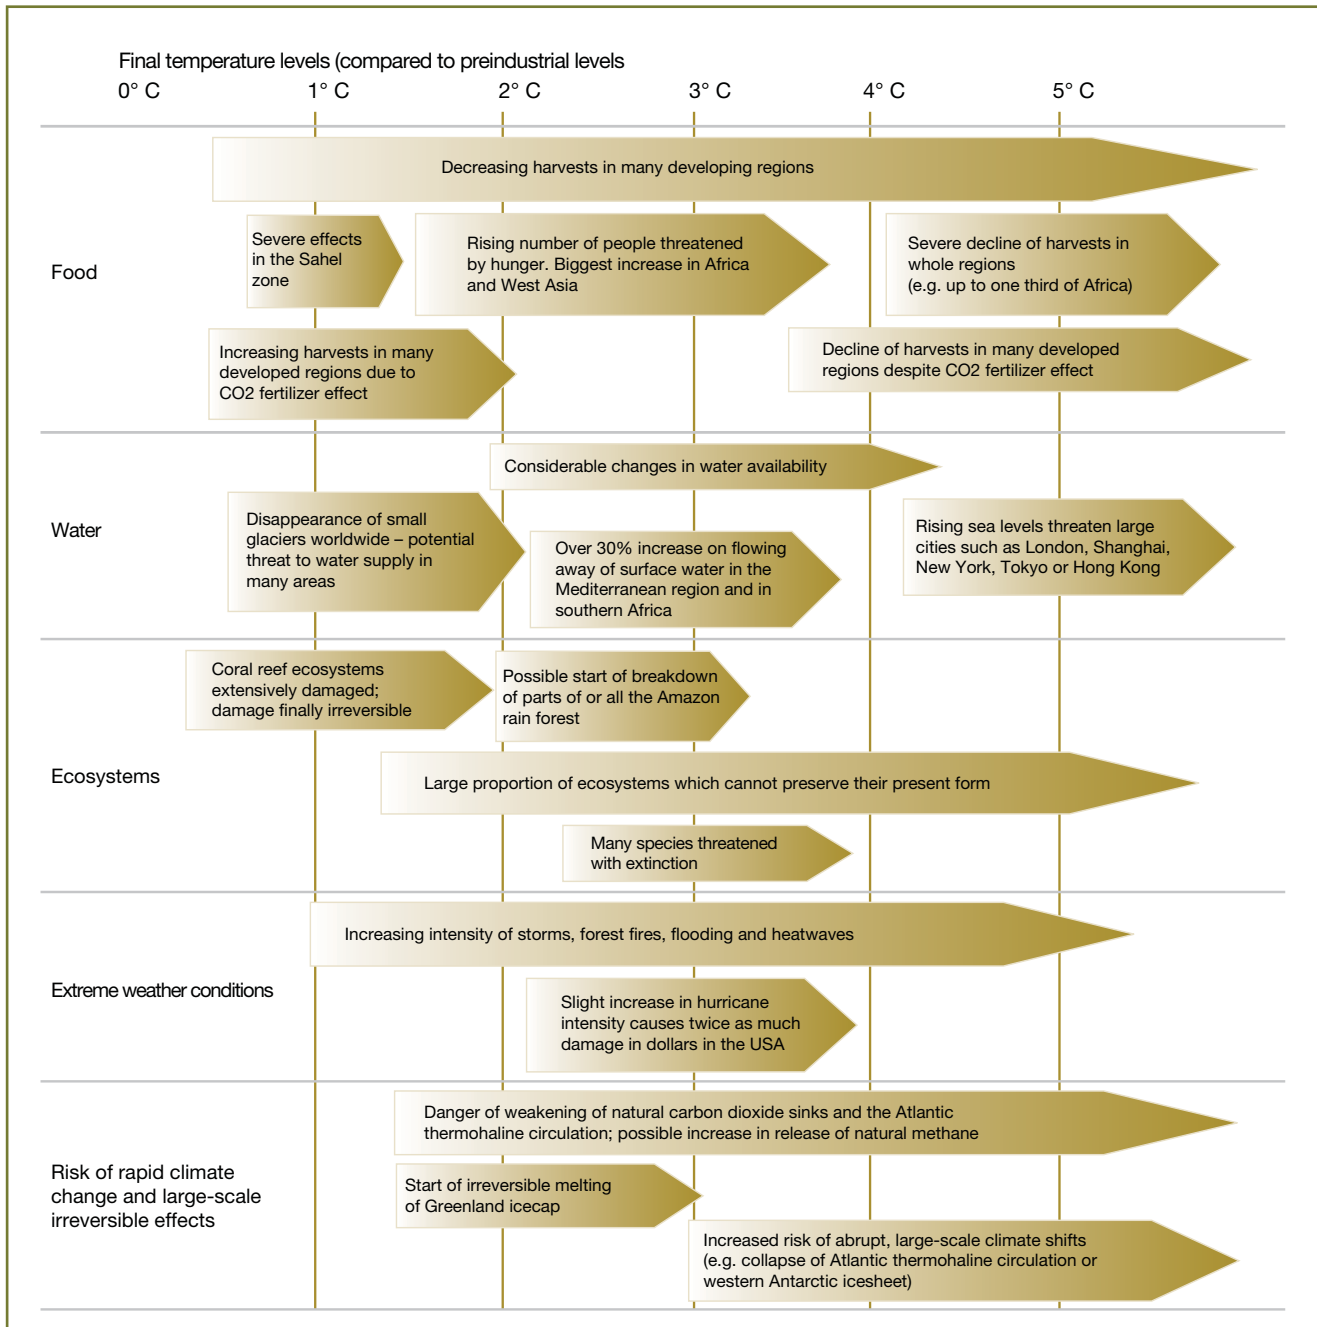 Final temperature levels (compared to preindustrial levels
0° C 1° C 2° C 3° C 4° C 5° C
Food
Decreasing harvests in many developing regions
Severe effects
in the Sahel
zone
Rising number of people threatened
by hunger. Biggest increase in Africa
and West Asia
Severe decline of harvests in
whole regions
(e.g. up to one third of Africa)
Increasing harvests in many
developed regions due to
CO2 fertilizer effect
Decline of harvests in many developed
regions despite CO2 fertilizer effect
Water
Considerable changes in water availability
Disappearance of small
glaciers worldwide – potential
threat to water supply in
many areas
Over 30% increase on flowing
away of surface water in the
Mediterranean region and in
southern Africa
Rising sea levels threaten large
cities such as London, Shanghai,
New York, Tokyo or Hong Kong
Ecosystems
Coral reef ecosystems
extensively damaged;
damage finally irreversible
Possible start of breakdown
of parts of or all the Amazon
rain forest
Large proportion of ecosystems which cannot preserve their present form
Many species threatened
with extinction
Extreme weather conditions
Increasing intensity of storms, forest fires, flooding and heatwaves
Slight increase in hurricane
intensity causes twice as much
damage in dollars in the USA
Risk of rapid climate
change and large-scale
irreversible effects
Danger of weakening of natural carbon dioxide sinks and the Atlantic
thermohaline circulation; possible increase in release of natural methane
Start of irreversible melting
of Greenland icecap
Increased risk of abrupt, large-scale climate shifts
(e.g. collapse of Atlantic thermohaline circulation or
western Antarctic icesheet)